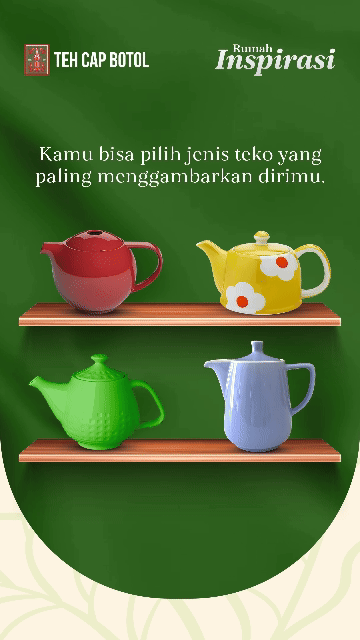 TEH CAP BOTOL
Rumah
Inspirasi
Kamu bisa pilih jenis teko yang
paling menggambarkan dirimu.